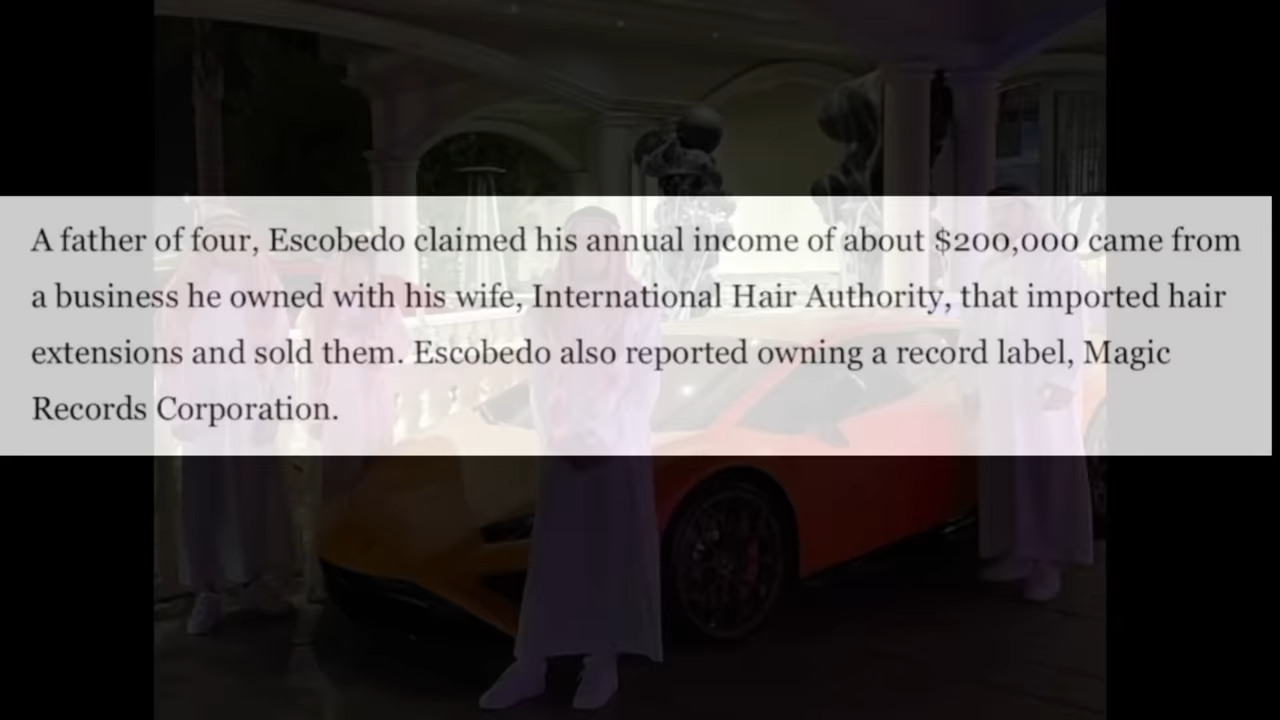 A father of four, Escobedo claimed his annual income of about $200,000 came from
a business he owned with his wife, International Hair Authority, that imported hair
extensions and sold them. Escobedo also reported owning a record label, Magic
Records Corporation.